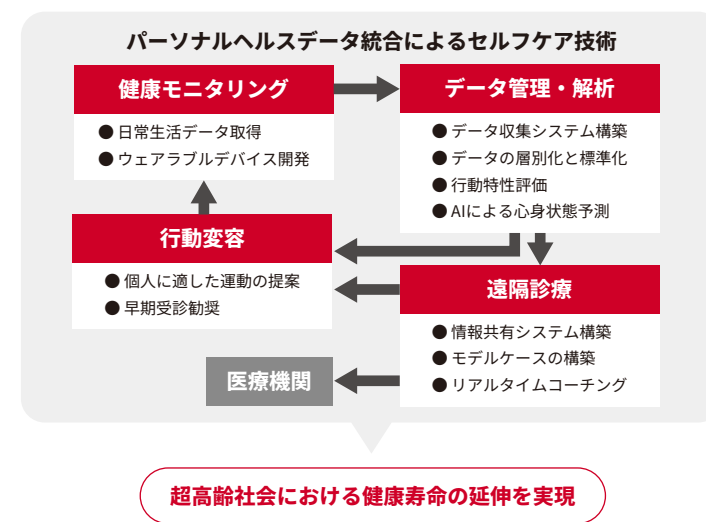 パーソナルヘルスデータ統合によるセルフケア技術
健康モニタリング
● 日常生活データ取得
● ウェアラブルデバイス開発
データ管理・解析
● データ収集システム構築
● データの層別化と標準化
● 行動特性評価
● AIによる心身状態予測
行動変容
● 個人に適した運動の提案
● 早期受診勧奨
遠隔診療
● 情報共有システム構築
● モデルケースの構築
● リアルタイムコーチング
医療機関
超高齢社会における健康寿命の延伸を実現